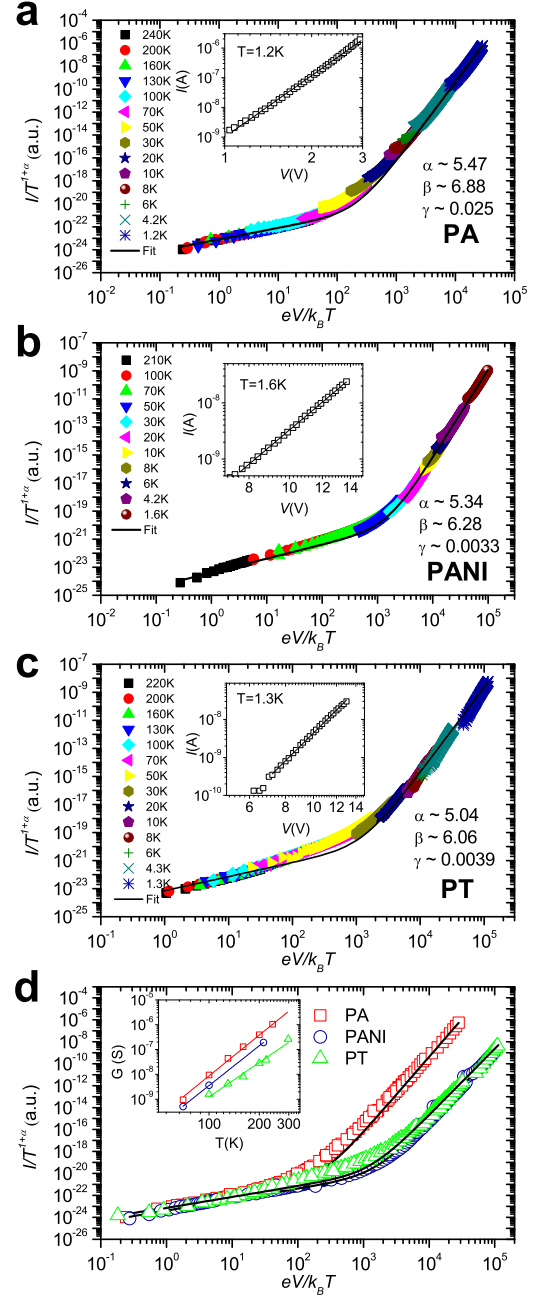 a
I/T^{1+α} (a.u.)
10^{-4}
10^{-6}
10^{-8}
10^{-10}
10^{-12}
10^{-14}
10^{-16}
10^{-18}
10^{-20}
10^{-22}
10^{-24}
10^{-26}
240K
200K
160K
130K
100K
70K
50K
30K
20K
10K
8K
6K
4.2K
1.2K
Fit
T=1.2K
I(A)
10^{-6}
10^{-7}
10^{-8}
10^{-9}
1 2 3
V(V)
α ~ 5.47
β ~ 6.88
γ ~ 0.025
PA
10^{-2} 10^{-1} 10^{0} 10^{1} 10^{2} 10^{3} 10^{4} 10^{5}
eV/k_{B}T
b
I/T^{1+α} (a.u.)
10^{-7}
10^{-9}
10^{-11}
10^{-13}
10^{-15}
10^{-17}
10^{-19}
10^{-21}
10^{-23}
10^{-25}
210K
100K
70K
50K
30K
20K
10K
8K
6K
4.2K
1.6K
Fit
T=1.6K
I(A)
10^{-8}
10^{-9}
8 10 12 14
V(V)
α ~ 5.34
β ~ 6.28
γ ~ 0.0033
PANI
10^{-2} 10^{-1} 10^{0} 10^{1} 10^{2} 10^{3} 10^{4} 10^{5}
eV/k_{B}T
c
I/T^{1+α} (a.u.)
10^{-7}
10^{-9}
10^{-11}
10^{-13}
10^{-15}
10^{-17}
10^{-19}
10^{-21}
10^{-23}
10^{-25}
220K
200K
160K
130K
100K
70K
50K
30K
20K
10K
8K
6K
4.3K
1.3K
Fit
T=1.3K
I(A)
10^{-8}
10^{-9}
10^{-10}
6 8 10 12 14
V(V)
α ~ 5.04
β ~ 6.06
γ ~ 0.0039
PT
10^{-1} 10^{0} 10^{1} 10^{2} 10^{3} 10^{4} 10^{5}
eV/k_{B}T
d
I/T^{1+α} (a.u.)
10^{-4}
10^{-6}
10^{-8}
10^{-10}
10^{-12}
10^{-14}
10^{-16}
10^{-18}
10^{-20}
10^{-22}
10^{-24}
10^{-26}
G (S)
10^{-5}
10^{-6}
10^{-7}
10^{-8}
10^{-9}
100 200 300
T(K)
PA
PANI
PT
10^{-1} 10^{0} 10^{1} 10^{2} 10^{3} 10^{4} 10^{5}
eV/k_{B}T